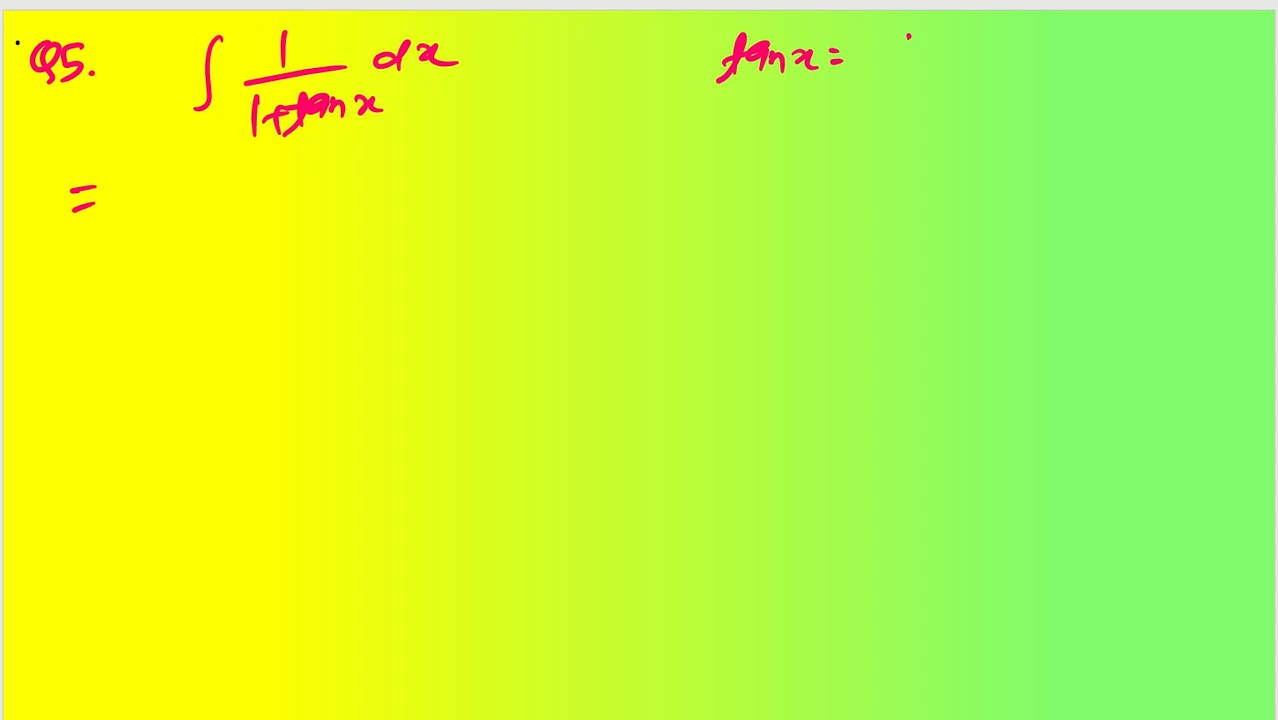 Q5. ∫ 1/(1+tan x) dx tan x =
=